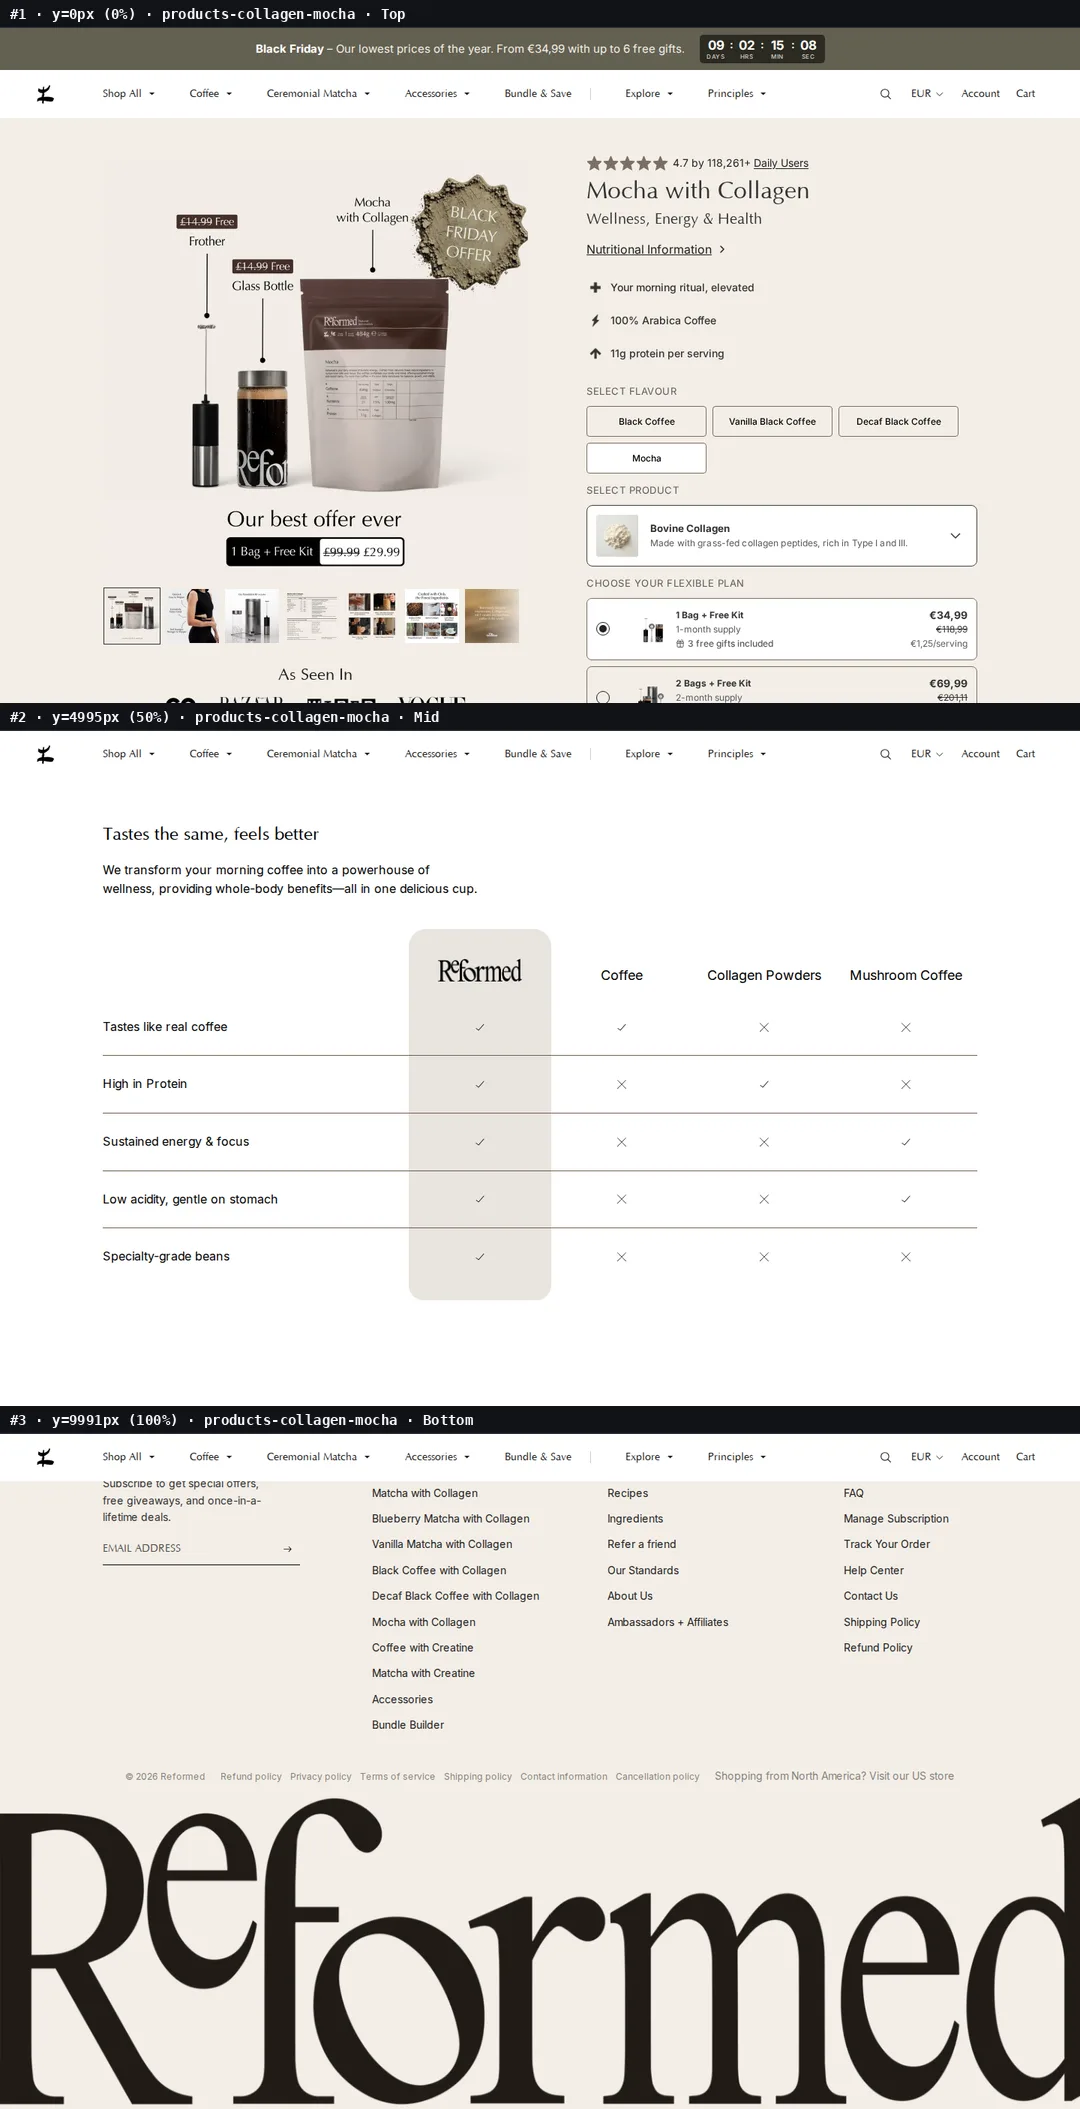 #1 · y=0px (0%) · products-collagen-mocha · Top
Black Friday – Our lowest prices of the year. From €34,99 with up to 6 free gifts.
09 : 02 : 15 : 08
DAYS HRS MIN SEC
Shop All Coffee Ceremonial Matcha Accessories Bundle & Save Explore Principles EUR Account Cart
4.7 by 118,261+ Daily Users
Mocha with Collagen
Wellness, Energy & Health
Nutritional Information
Your morning ritual, elevated
100% Arabica Coffee
11g protein per serving
£14.99 Free
Frother
£14.99 Free
Glass Bottle
Mocha
with Collagen
BLACK
FRIDAY
OFFER
Reformed
Mocha
Our best offer ever
1 Bag + Free Kit £99.99 £29.99
As Seen In
BAZAAR
VOGUE
SELECT FLAVOUR
Black Coffee
Vanilla Black Coffee
Decaf Black Coffee
Mocha
SELECT PRODUCT
Bovine Collagen
Made with grass-fed collagen peptides, rich in Type I and III.
CHOOSE YOUR FLEXIBLE PLAN
1 Bag + Free Kit €34,99
1-month supply €118,99
3 free gifts included €1,25/serving
2 Bags + Free Kit €69,99
2-month supply €201,11
#2 · y=4995px (50%) · products-collagen-mocha · Mid
Shop All Coffee Ceremonial Matcha Accessories Bundle & Save Explore Principles EUR Account Cart
Tastes the same, feels better
We transform your morning coffee into a powerhouse of
wellness, providing whole-body benefits—all in one delicious cup.
Reformed Coffee Collagen Powders Mushroom Coffee
Tastes like real coffee
High in Protein
Sustained energy & focus
Low acidity, gentle on stomach
Specialty-grade beans
#3 · y=9991px (100%) · products-collagen-mocha · Bottom
Shop All Coffee Ceremonial Matcha Accessories Bundle & Save Explore Principles EUR Account Cart
Subscribe to get special offers,
free giveaways, and once-in-a-
lifetime deals.
EMAIL ADDRESS
Matcha with Collagen
Blueberry Matcha with Collagen
Vanilla Matcha with Collagen
Black Coffee with Collagen
Decaf Black Coffee with Collagen
Mocha with Collagen
Coffee with Creatine
Matcha with Creatine
Accessories
Bundle Builder
Recipes
Ingredients
Refer a friend
Our Standards
About Us
Ambassadors + Affiliates
FAQ
Manage Subscription
Track Your Order
Help Center
Contact Us
Shipping Policy
Refund Policy
© 2026 Reformed Refund policy Privacy policy Terms of service Shipping policy Contact information Cancellation policy Shopping from North America? Visit our US store
Reformed